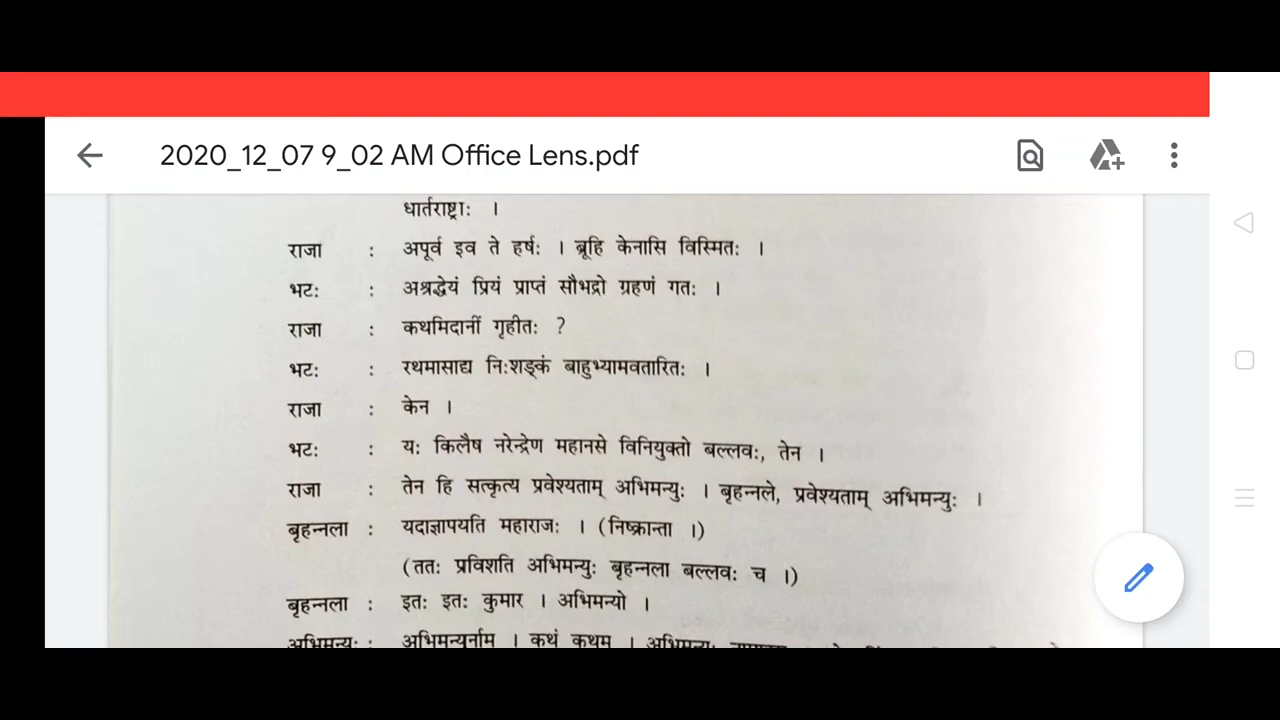 2020_12_07 9_02 AM Office Lens.pdf
धार्तराष्ट्राः ।
राजा : अपूर्व इव ते हर्षः । ब्रूहि केनासि विस्मितः ।
भटः : अश्रद्धेयं प्रियं प्राप्तं सौभद्रो ग्रहणं गतः ।
राजा : कथमिदानीं गृहीतः ?
भटः : रथमासाद्य निःशङ्कं बाहुभ्यामवतारितः ।
राजा : केन ।
भटः : यः किलैष नरेन्द्रेण महानसे विनियुक्तो बल्लवः, तेन ।
राजा : तेन हि सत्कृत्य प्रवेश्यताम् अभिमन्युः । बृहन्नले, प्रवेश्यताम् अभिमन्युः ।
बृहन्नला : यदाज्ञापयति महाराजः । (निष्क्रान्ता ।)
(ततः प्रविशति अभिमन्युः बृहन्नला बल्लवः च ।)
बृहन्नला : इतः इतः कुमार । अभिमन्यो ।
अभिमन्युः : अभिमन्युर्नाम । कथं कथम् । अभिमन्युः